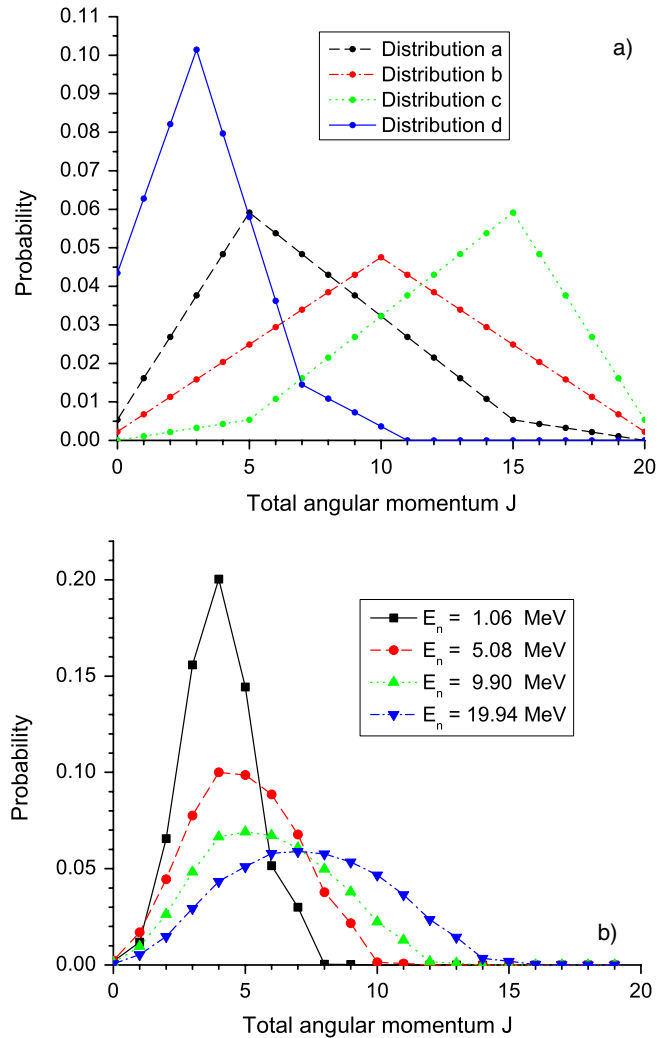 a)
Distribution a
Distribution b
Distribution c
Distribution d
0.11
0.10
0.09
0.08
0.07
0.06
0.05
0.04
0.03
0.02
0.01
0.00
Probability
0 5 10 15 20
Total angular momentum J
E_n = 1.06 MeV
E_n = 5.08 MeV
E_n = 9.90 MeV
E_n = 19.94 MeV
0.20
0.15
0.10
0.05
0.00
Probability
b)
0 5 10 15 20
Total angular momentum J